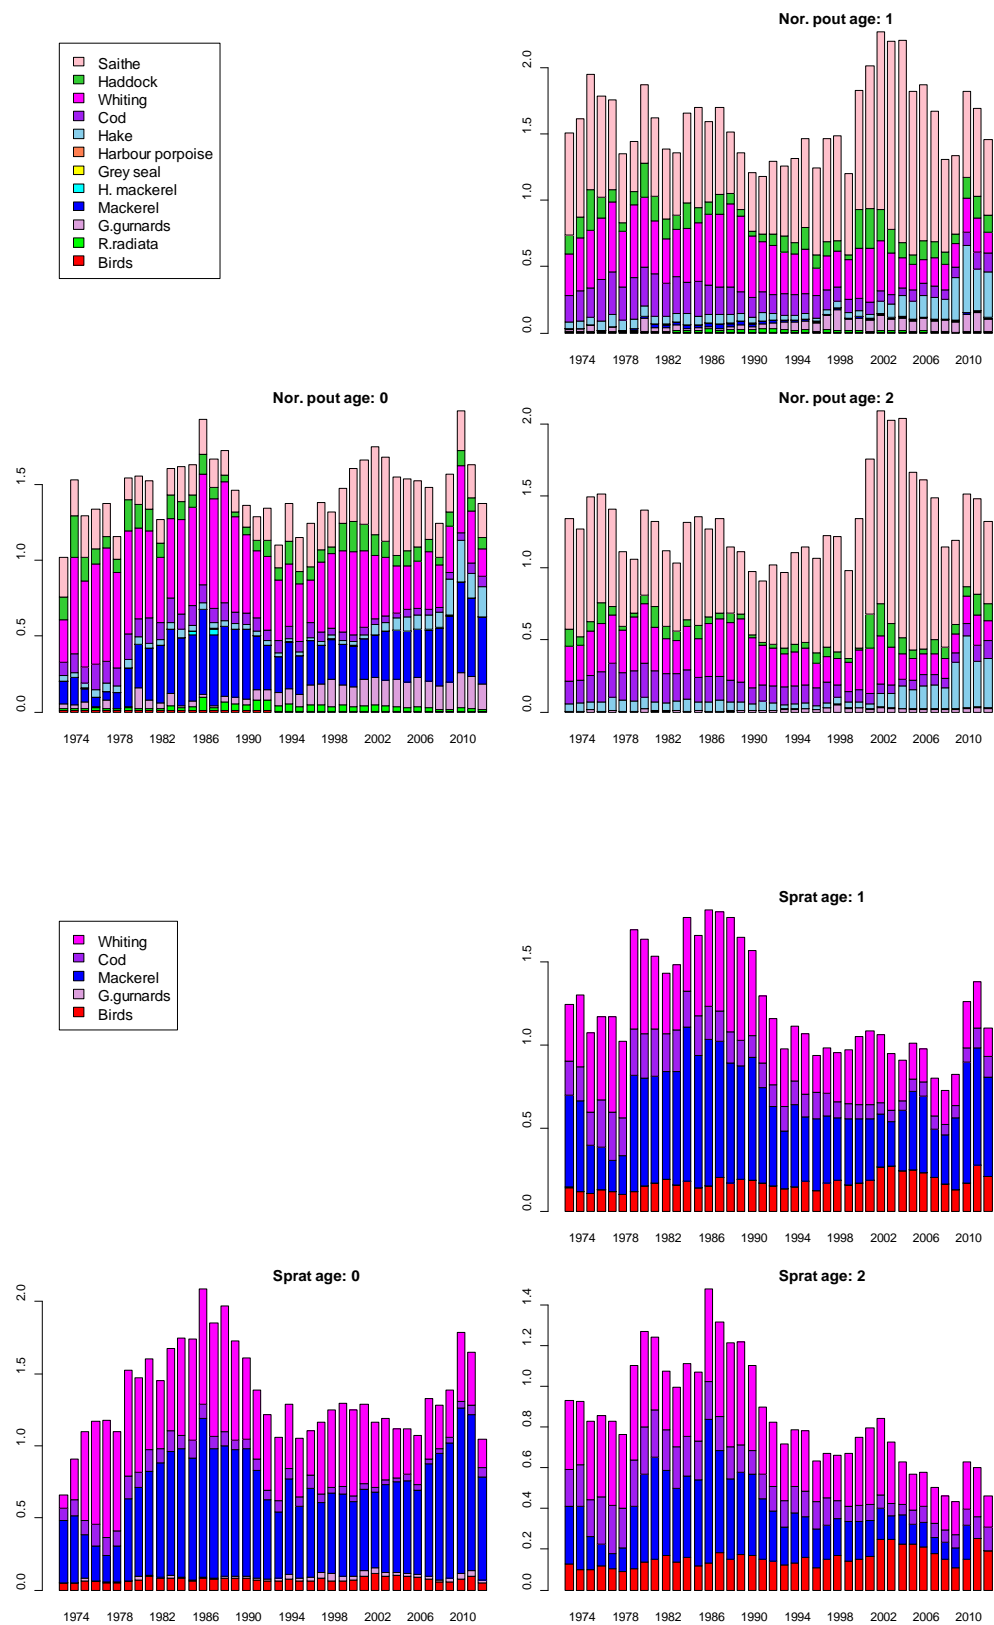 Nor. pout age: 1
Saithe
Haddock
Whiting
Cod
Hake
Harbour porpoise
Grey seal
H. mackerel
Mackerel
G.gurnards
R.radiata
Birds
0.0 0.5 1.0 1.5 2.0
1974 1978 1982 1986 1990 1994 1998 2002 2006 2010
Nor. pout age: 0
0.0 0.5 1.0 1.5
1974 1978 1982 1986 1990 1994 1998 2002 2006 2010
Nor. pout age: 2
0.0 0.5 1.0 1.5 2.0
1974 1978 1982 1986 1990 1994 1998 2002 2006 2010
Whiting
Cod
Mackerel
G.gurnards
Birds
Sprat age: 1
0.0 0.5 1.0 1.5
1974 1978 1982 1986 1990 1994 1998 2002 2006 2010
Sprat age: 0
0.0 0.5 1.0 1.5 2.0
1974 1978 1982 1986 1990 1994 1998 2002 2006 2010
Sprat age: 2
0.0 0.2 0.4 0.6 0.8 1.0 1.2 1.4
1974 1978 1982 1986 1990 1994 1998 2002 2006 2010